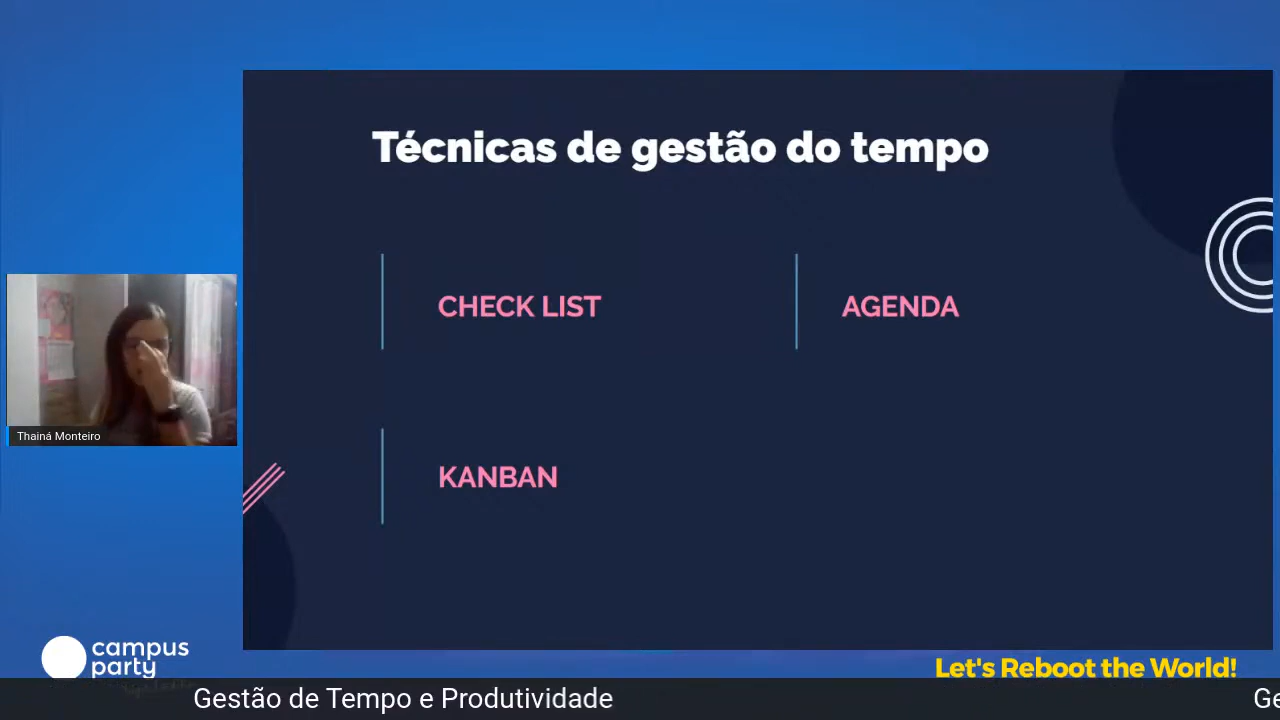 Técnicas de gestão do tempo
CHECK LIST
AGENDA
KANBAN
Thainá Monteiro
campus
party
Let's Reboot the World!
Gestão de Tempo e Produtividade
Ge